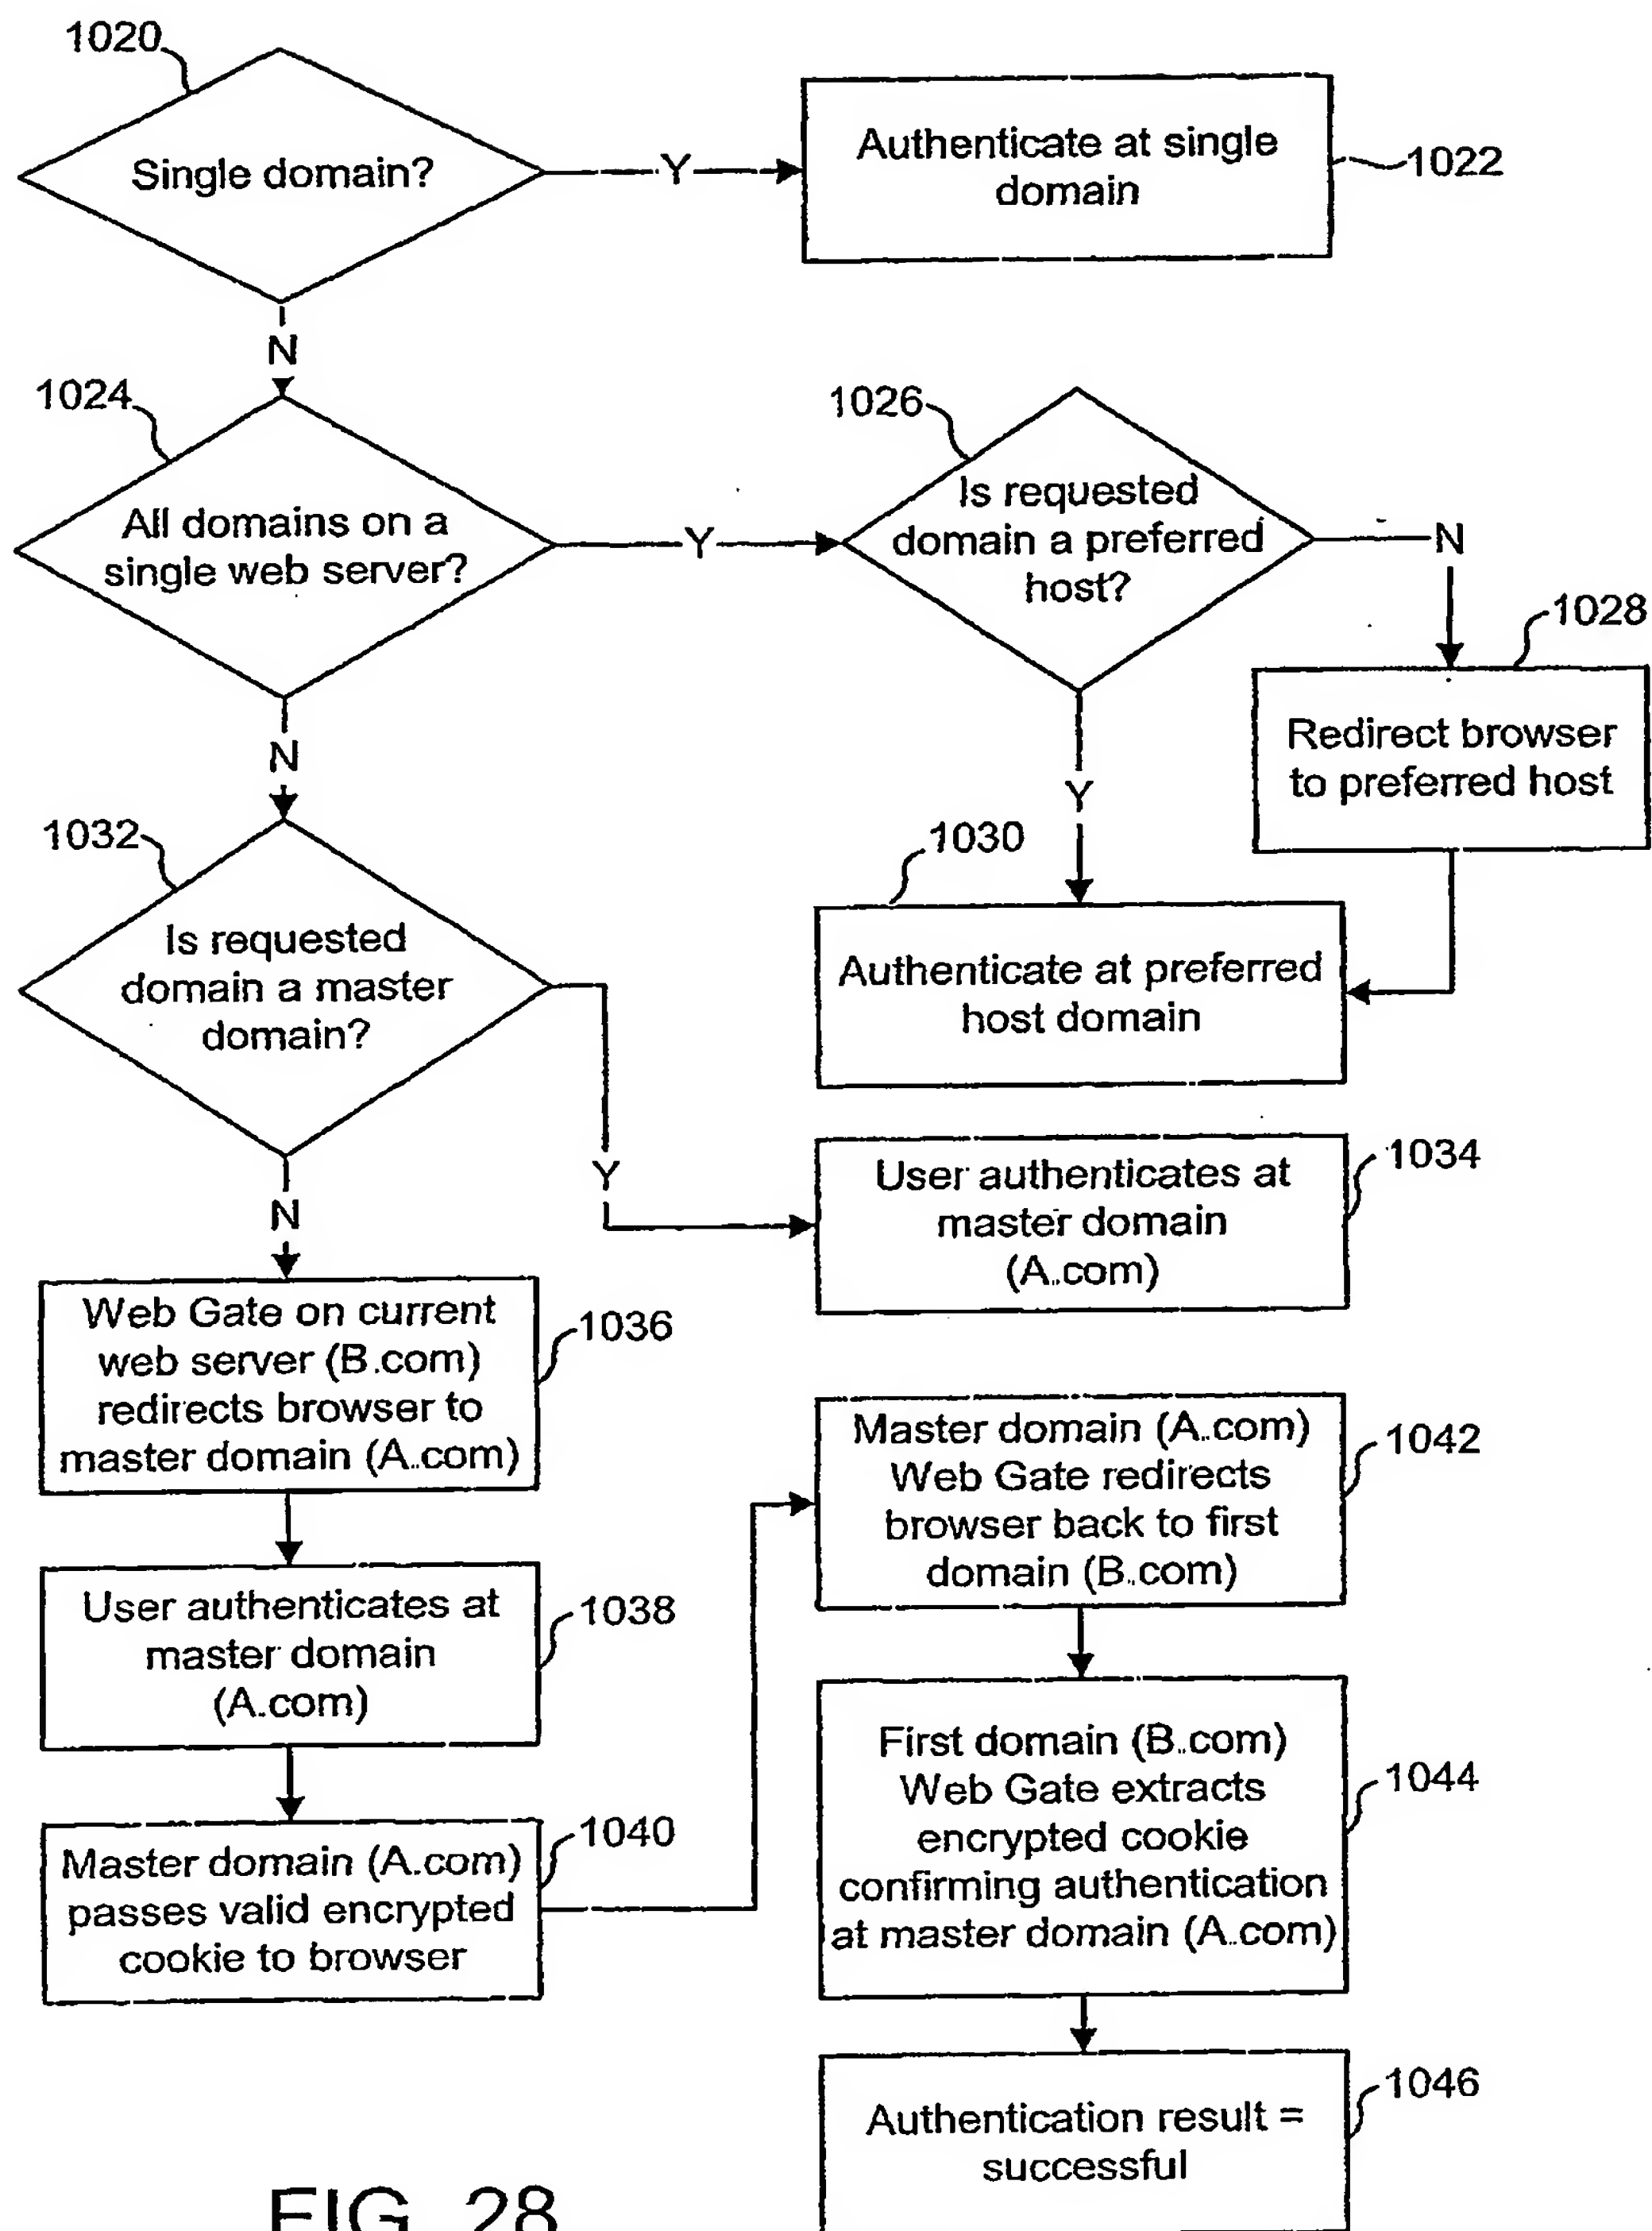 1020
Single domain?
Y
Authenticate at single
domain
1022
N
1024
All domains on a
single web server?
Y
1026
Is requested
domain a preferred
host?
N
1028
Redirect browser
to preferred host
Y
1030
Authenticate at preferred
host domain
N
1032
Is requested
domain a master
domain?
Y
1034
User authenticates at
master domain
(A.com)
N
1036
Web Gate on current
web server (B.com)
redirects browser to
master domain (A.com)
1038
User authenticates at
master domain
(A.com)
1040
Master domain (A.com)
passes valid encrypted
cookie to browser
1042
Master domain (A.com)
Web Gate redirects
browser back to first
domain (B.com)
1044
First domain (B.com)
Web Gate extracts
encrypted cookie
confirming authentication
at master domain (A.com)
1046
Authentication result =
successful
FIG. 28